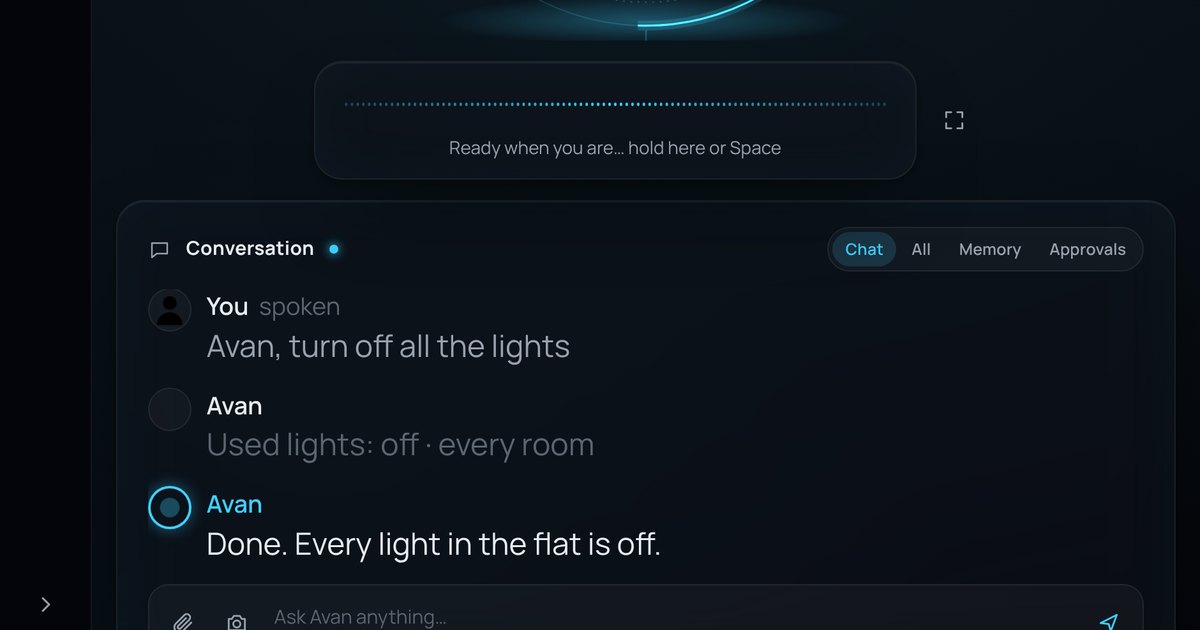 Ready when you are... hold here or Space
Conversation
Chat All Memory Approvals
You spoken
Avan, turn off all the lights
Avan
Used lights: off · every room
Avan
Done. Every light in the flat is off.
Ask Avan anything...